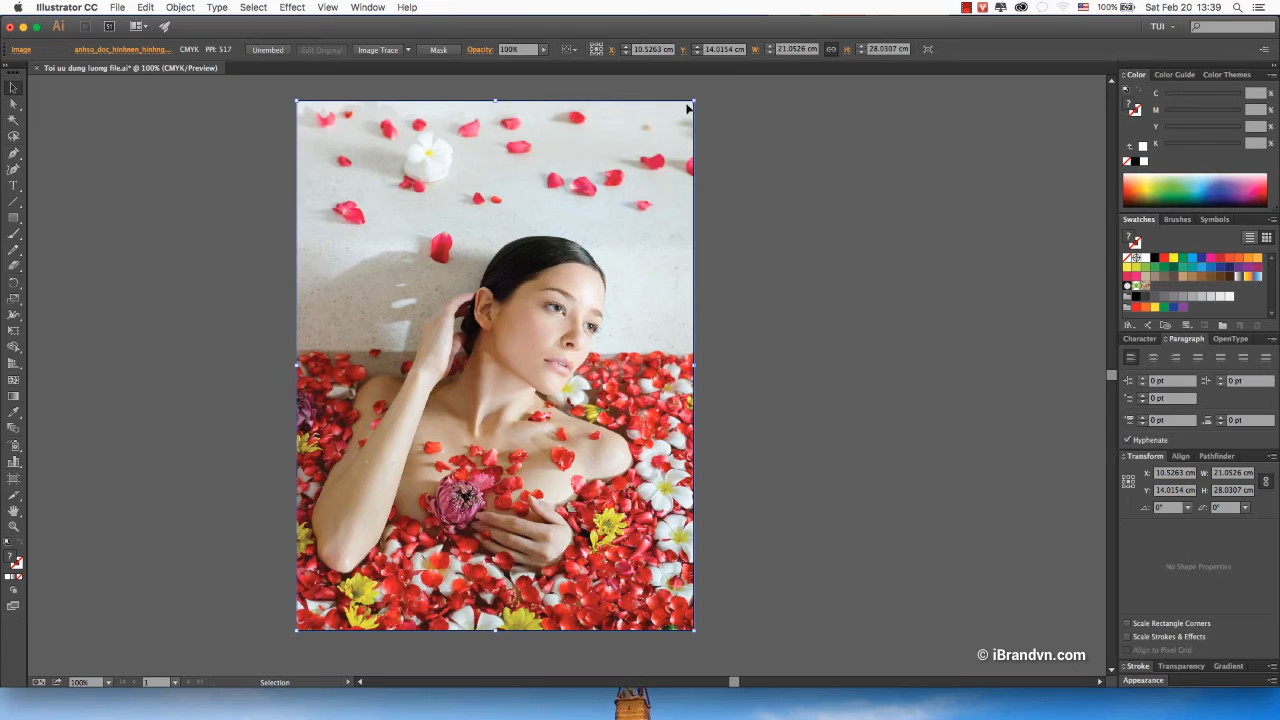 Illustrator CC File Edit Object Type Select Effect View Window Help 100% Sat Feb 20 13:39
Ai Br St TUI
Image anhso_doc_hinhnen_hinhng... CMYK PPI: 517 Unembed Edit Original Image Trace Mask Opacity: 100% X: 10.5263 cm Y: 14.0154 cm W: 21.0526 cm H: 28.0307 cm
× Toi uu dung luong file.ai* @ 100% (CMYK/Preview)
Color Color Guide Color Themes
C %
M %
Y %
K %
Swatches Brushes Symbols
Character Paragraph OpenType
0 pt 0 pt
0 pt
0 pt 0 pt
Hyphenate
Transform Align Pathfinder
X: 10.5263 cm W: 21.0526 cm
Y: 14.0154 cm H: 28.0307 cm
0° 0°
No Shape Properties
Scale Rectangle Corners
Scale Strokes & Effects
Align to Pixel Grid
© iBrandvn.com
Stroke Transparency Gradient
Appearance
100% 1 Selection